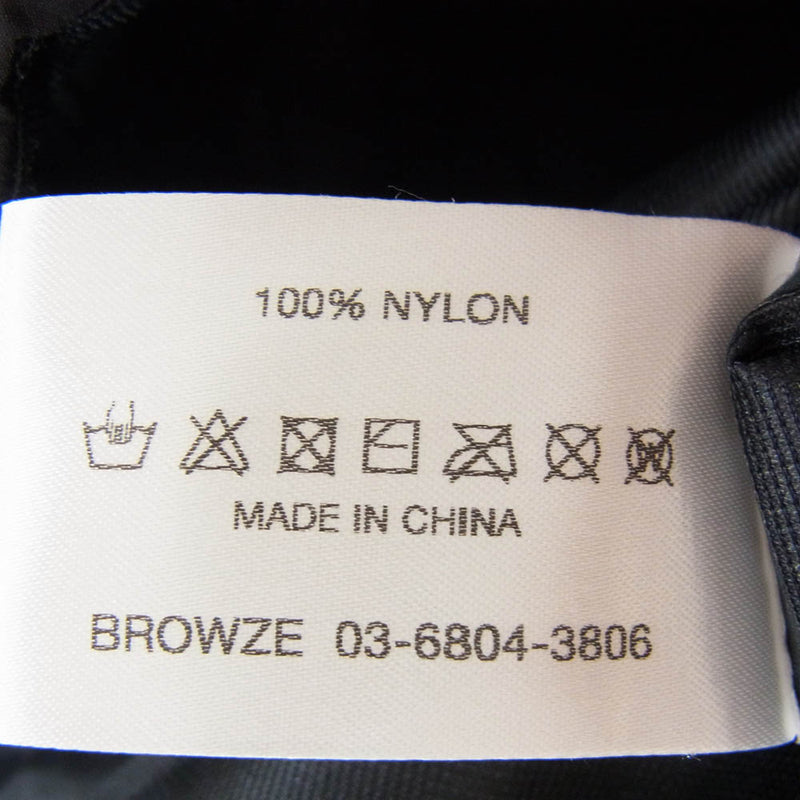 100% NYLON
W
MADE IN CHINA
BROWZE 03-6804-3806